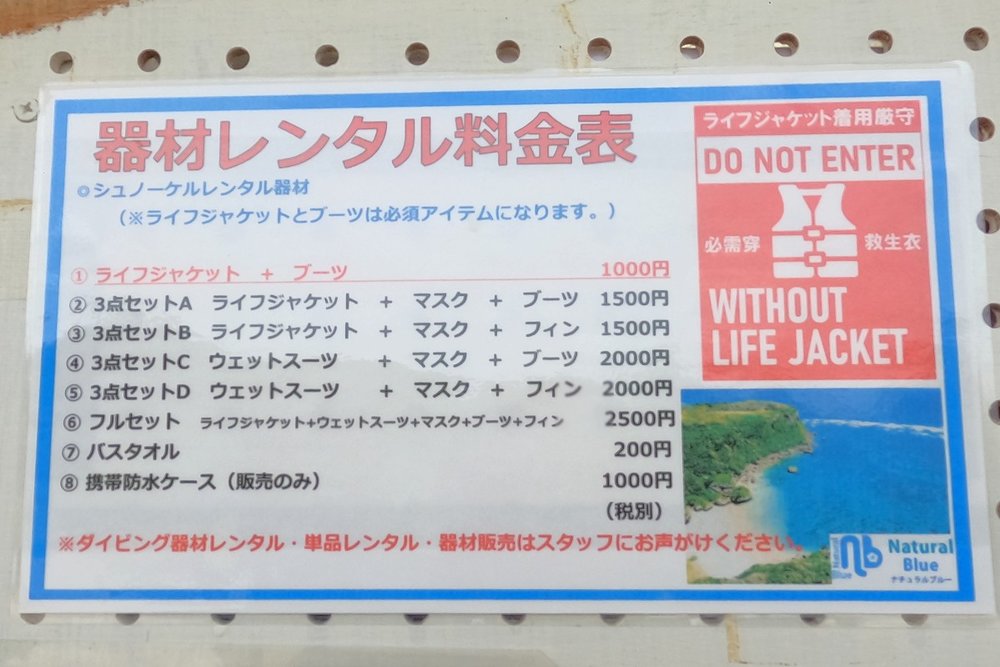 器材レンタル料金表
◎シュノーケルレンタル器材
（※ライフジャケットとブーツは必須アイテムになります。）
① ライフジャケット + ブーツ 1000円
② 3点セットA ライフジャケット + マスク + ブーツ 1500円
③ 3点セットB ライフジャケット + マスク + フィン 1500円
④ 3点セットC ウェットスーツ + マスク + ブーツ 2000円
⑤ 3点セットD ウェットスーツ + マスク + フィン 2000円
⑥ フルセット ライフジャケット+ウェットスーツ+マスク+ブーツ+フィン 2500円
⑦ バスタオル 200円
⑧ 携帯防水ケース（販売のみ） 1000円
（税別）
※ダイビング器材レンタル・単品レンタル・器材販売はスタッフにお声がけください。
ライフジャケット着用厳守
DO NOT ENTER
必需穿 救生衣
WITHOUT
LIFE JACKET
Natural Blue
nb
Natural
Blue
ナチュラルブルー